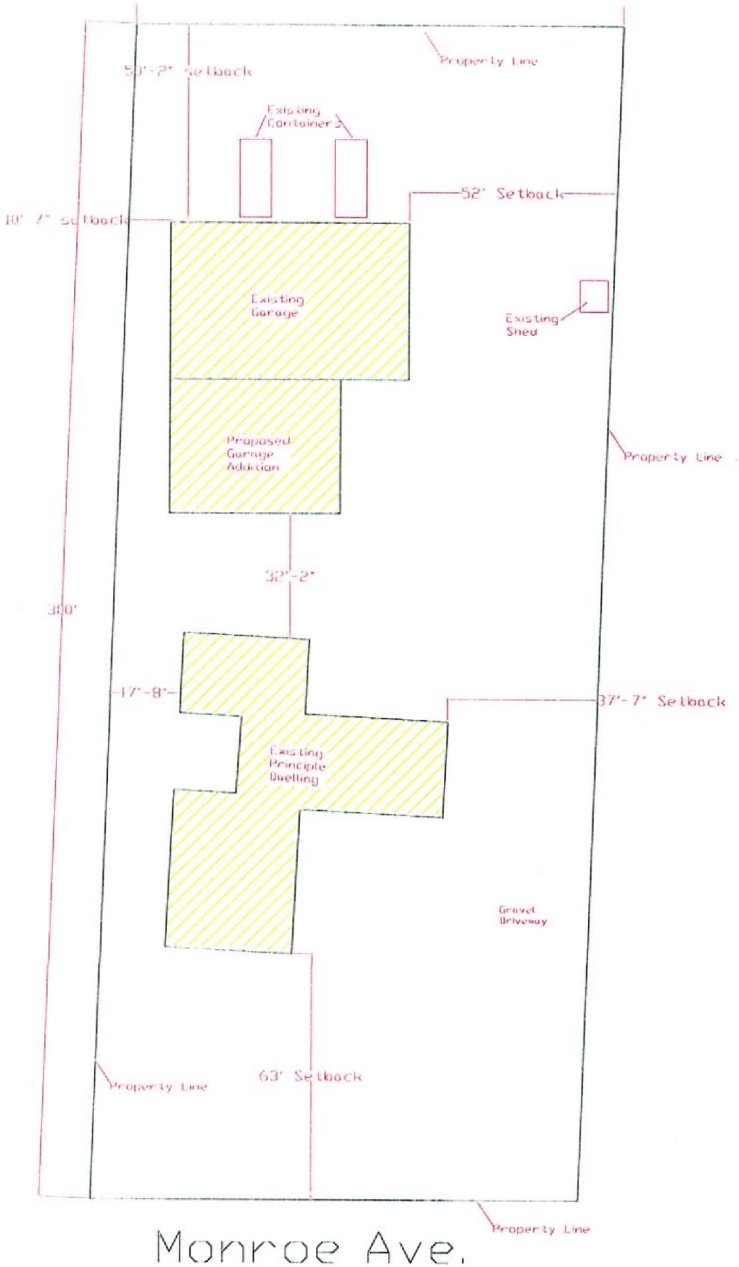 Property Line
50'-2" Setback
Existing
Containers
52' Setback
10'-7" setback
Existing
Garage
Existing
Shed
Proposed
Garage
Addition
Property Line
32'-2"
300'
17'-8"
37'-7" Setback
Existing
Principle
Dwelling
Gravel
Driveway
63' Setback
Property Line
Property Line
Monroe Ave.